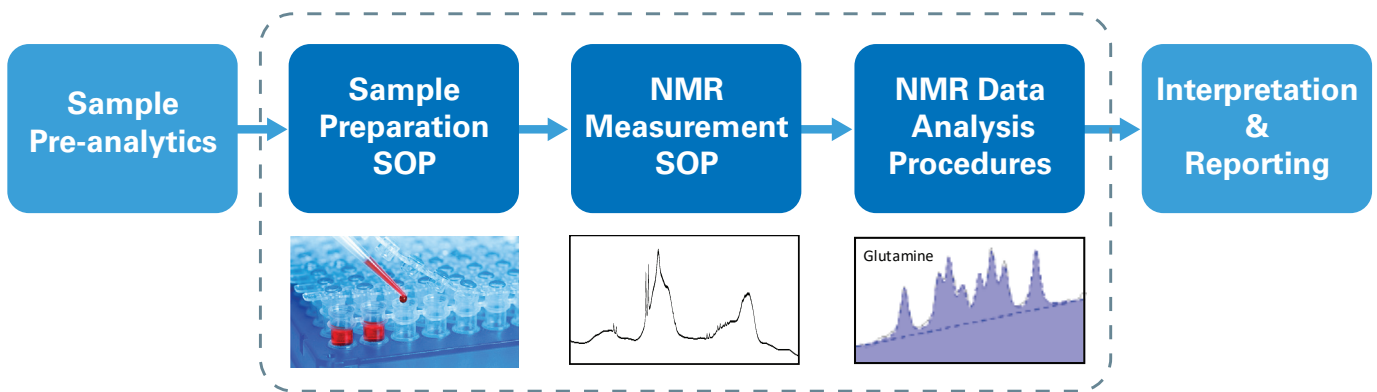 Sample
Pre-analytics
Sample
Preparation
SOP
NMR
Measurement
SOP
NMR Data
Analysis
Procedures
Interpretation
&
Reporting
Glutamine